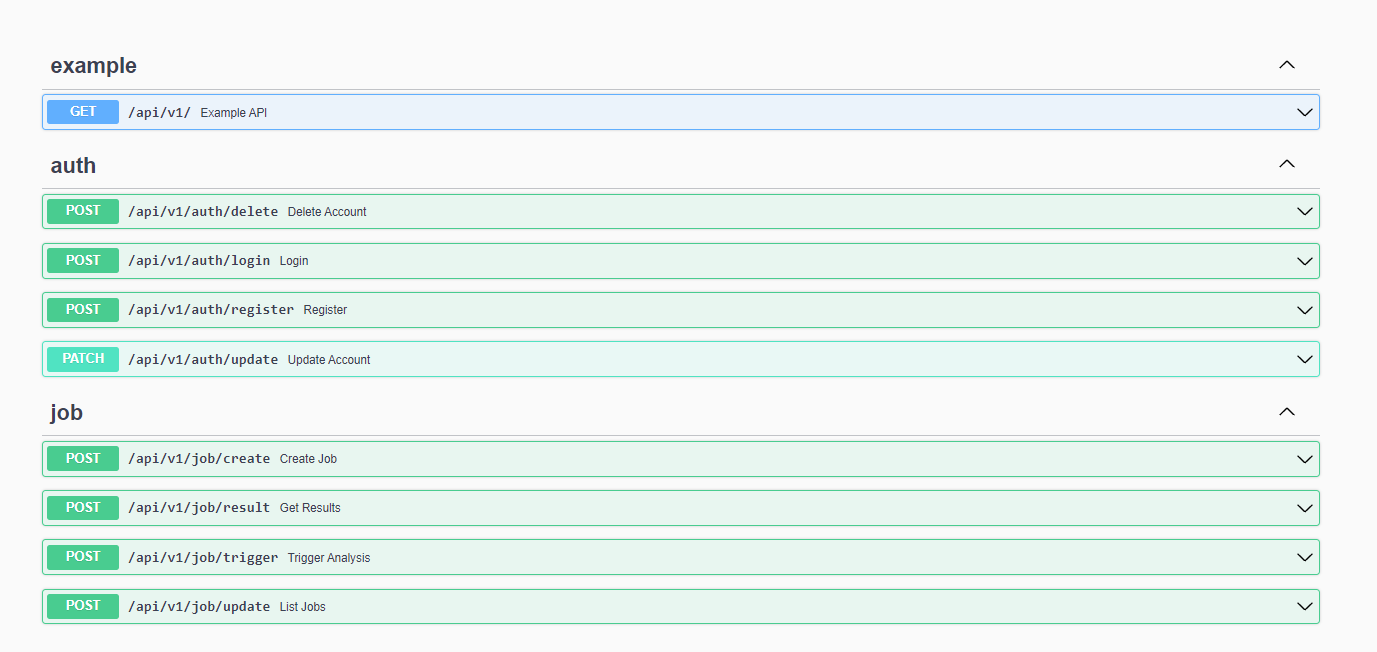 example
GET /api/v1/ Example API
auth
POST /api/v1/auth/delete Delete Account
POST /api/v1/auth/login Login
POST /api/v1/auth/register Register
PATCH /api/v1/auth/update Update Account
job
POST /api/v1/job/create Create Job
POST /api/v1/job/result Get Results
POST /api/v1/job/trigger Trigger Analysis
POST /api/v1/job/update List Jobs